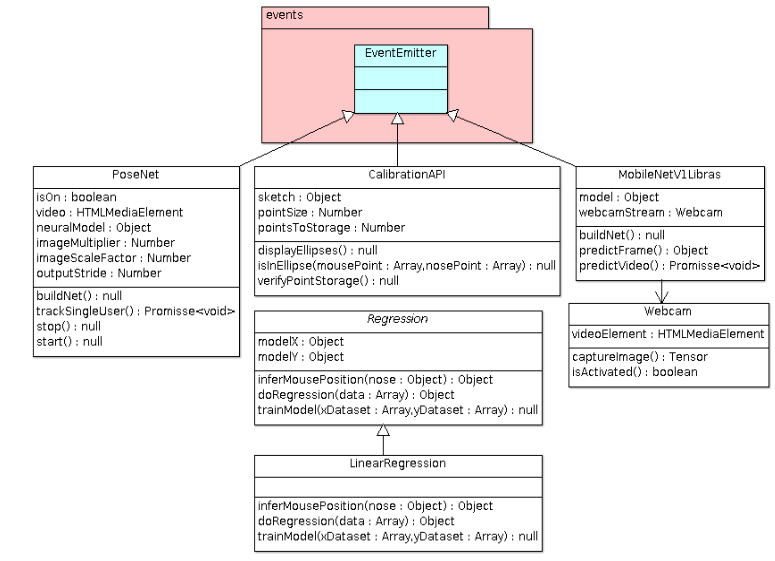 events
EventEmitter
PoseNet
isOn : boolean
video : HTMLMediaElement
neuralModel : Object
imageMultiplier : Number
imageScaleFactor : Number
outputStride : Number
buildNet() : null
trackSingleUser() : Promisse<void>
stop() : null
start() : null
CalibrationAPI
sketch : Object
pointSize : Number
pointsToStorage : Number
displayEllipses() : null
isInEllipse(mousePoint : Array,nosePoint : Array) : null
verifyPointStorage() : null
MobileNetV1Libras
model : Object
webcamStream : Webcam
buildNet() : null
predictFrame() : Object
predictVideo() : Promisse<void>
Webcam
videoElement : HTMLMediaElement
captureImage() : Tensor
isActivated() : boolean
Regression
modelX : Object
modelY : Object
inferMousePosition(nose : Object) : Object
doRegression(data : Array) : Object
trainModel(xDataset : Array,yDataset : Array) : null
LinearRegression
inferMousePosition(nose : Object) : Object
doRegression(data : Array) : Object
trainModel(xDataset : Array,yDataset : Array) : null